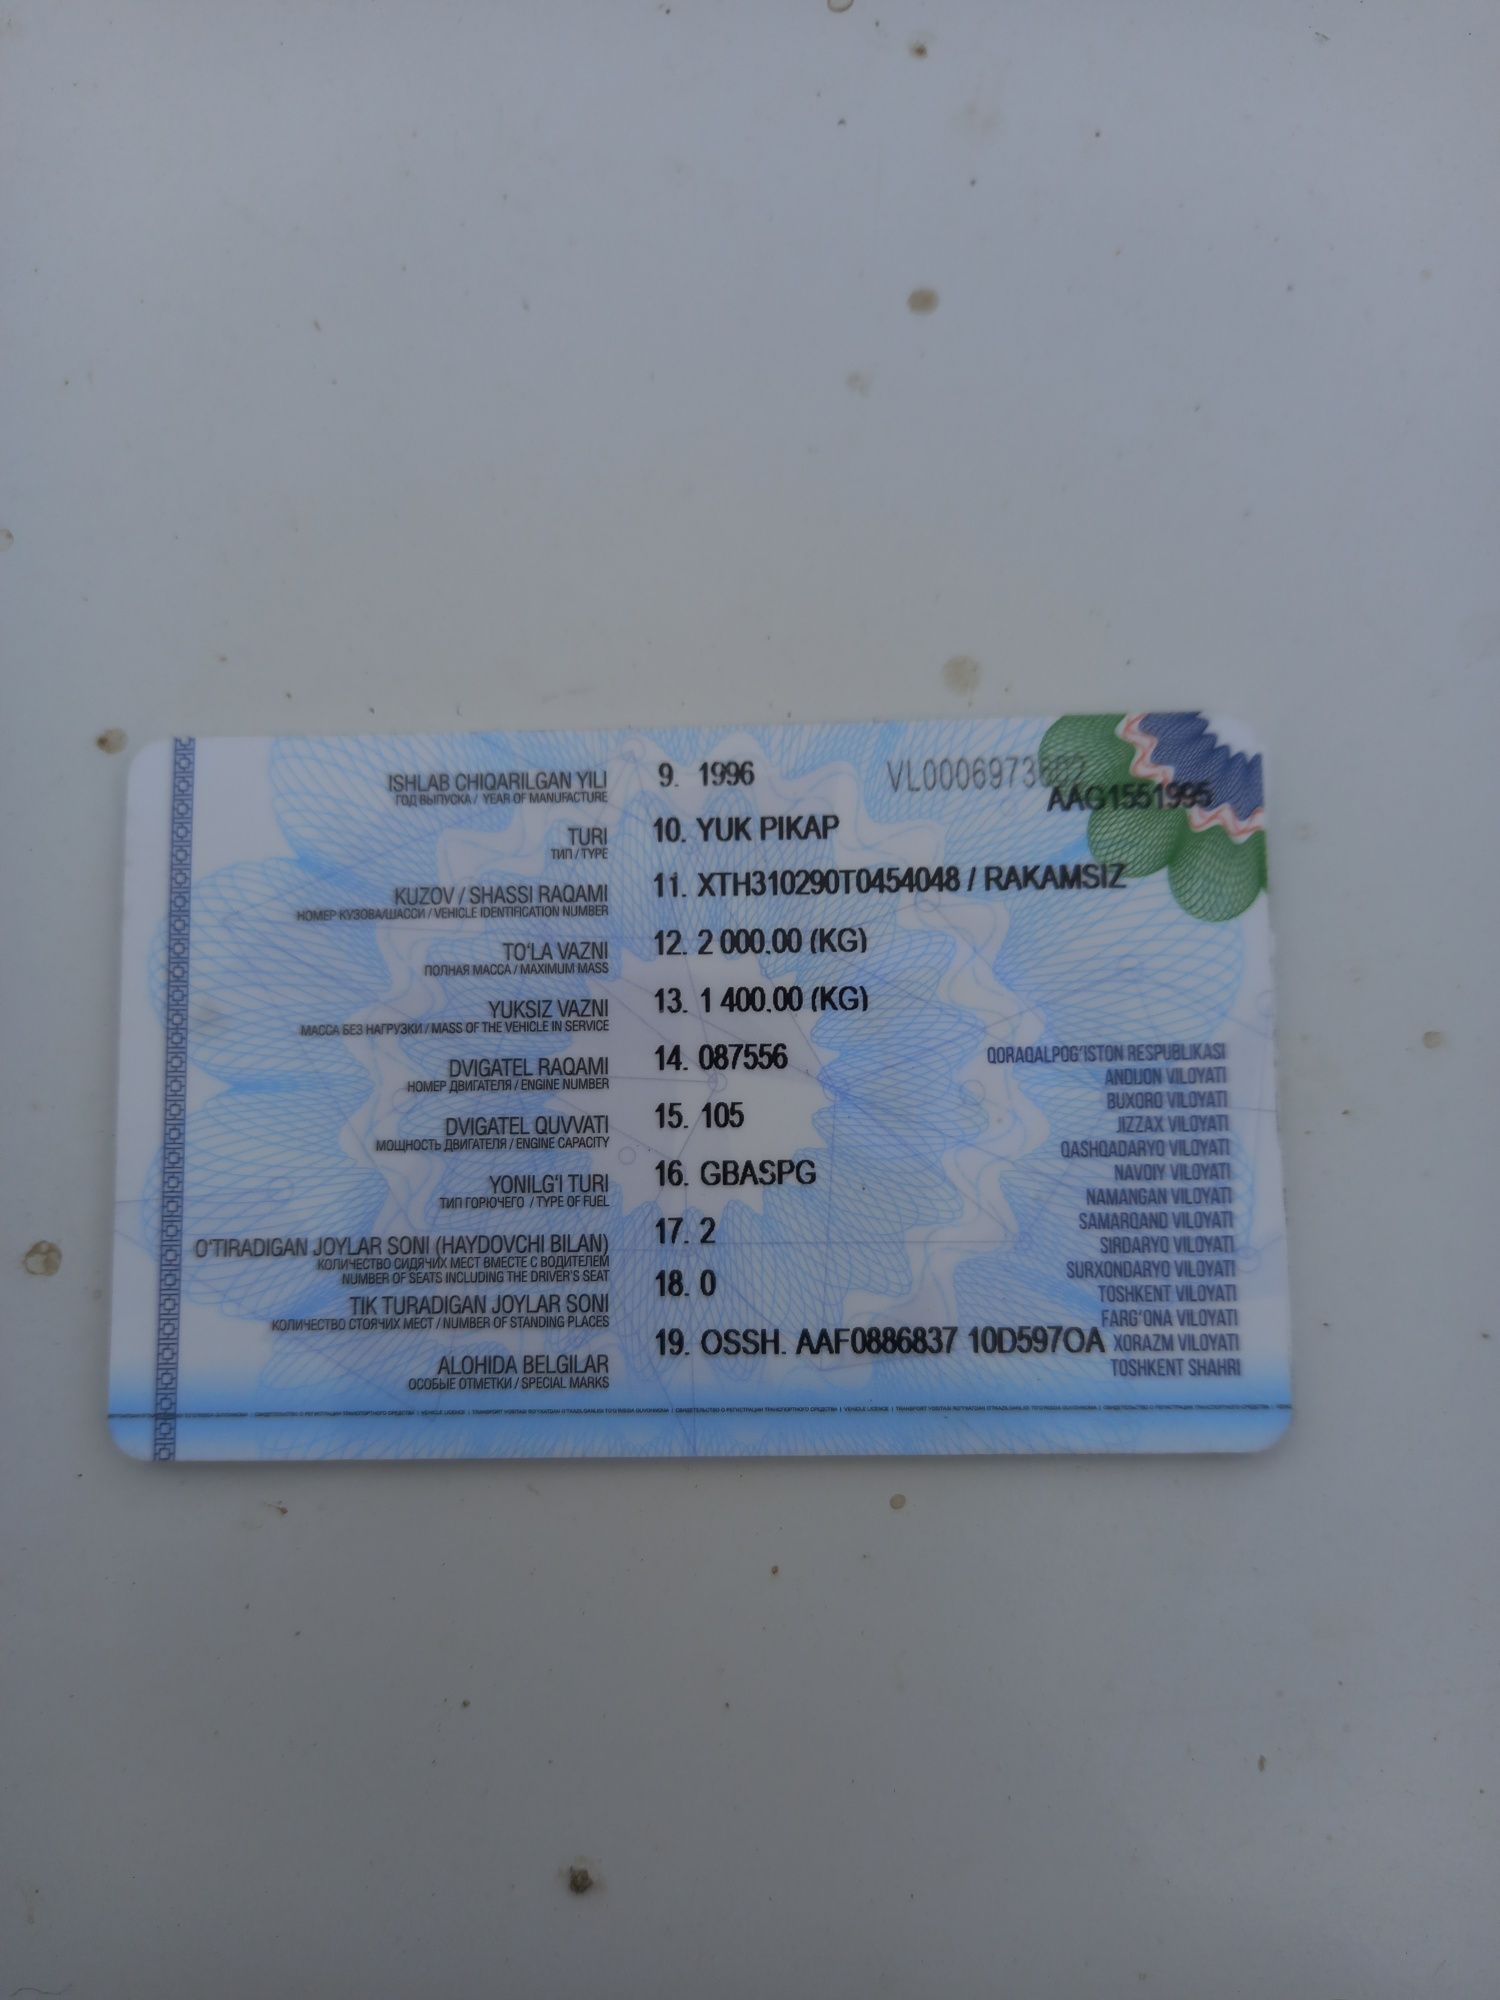 ISHLAB CHIQARILGAN YILI 9. 1996 VL0006973
ГОД ВЫПУСКА / YEAR OF MANUFACTURE AAG1551995
TURI 10. YUK PIKAP
ТИП / TYPE
KUZOV / SHASSI RAQAMI 11. XTH310290T0454048 / RAKAMSIZ
НОМЕР КУЗОВА/ШАССИ / VEHICLE IDENTIFICATION NUMBER
TO‘LA VAZNI 12. 2 000.00 (KG)
ПОЛНАЯ МАССА / MAXIMUM MASS
YUKSIZ VAZNI 13. 1 400.00 (KG)
МАССА БЕЗ НАГРУЗКИ / MASS OF THE VEHICLE IN SERVICE
DVIGATEL RAQAMI 14. 087556
НОМЕР ДВИГАТЕЛЯ / ENGINE NUMBER
DVIGATEL QUVVATI 15. 105
МОЩНОСТЬ ДВИГАТЕЛЯ / ENGINE CAPACITY
YONILG‘I TURI 16. GBASPG
ТИП ГОРЮЧЕГО / TYPE OF FUEL
O‘TIRADIGAN JOYLAR SONI (HAYDOVCHI BILAN) 17. 2
КОЛИЧЕСТВО СИДЯЧИХ МЕСТ ВМЕСТЕ С ВОДИТЕЛЕМ
NUMBER OF SEATS INCLUDING THE DRIVER'S SEAT
TIK TURADIGAN JOYLAR SONI 18. 0
КОЛИЧЕСТВО СТОЯЧИХ МЕСТ / NUMBER OF STANDING PLACES
ALOHIDA BELGILAR 19. OSSH. AAF0886837 10D597OA
ОСОБЫЕ ОТМЕТКИ / SPECIAL MARKS
QORAQALPOG‘ISTON RESPUBLIKASI
ANDIJON VILOYATI
BUXORO VILOYATI
JIZZAX VILOYATI
QASHQADARYO VILOYATI
NAVOIY VILOYATI
NAMANGAN VILOYATI
SAMARQAND VILOYATI
SIRDARYO VILOYATI
SURXONDARYO VILOYATI
TOSHKENT VILOYATI
FARG‘ONA VILOYATI
XORAZM VILOYATI
TOSHKENT SHAHRI